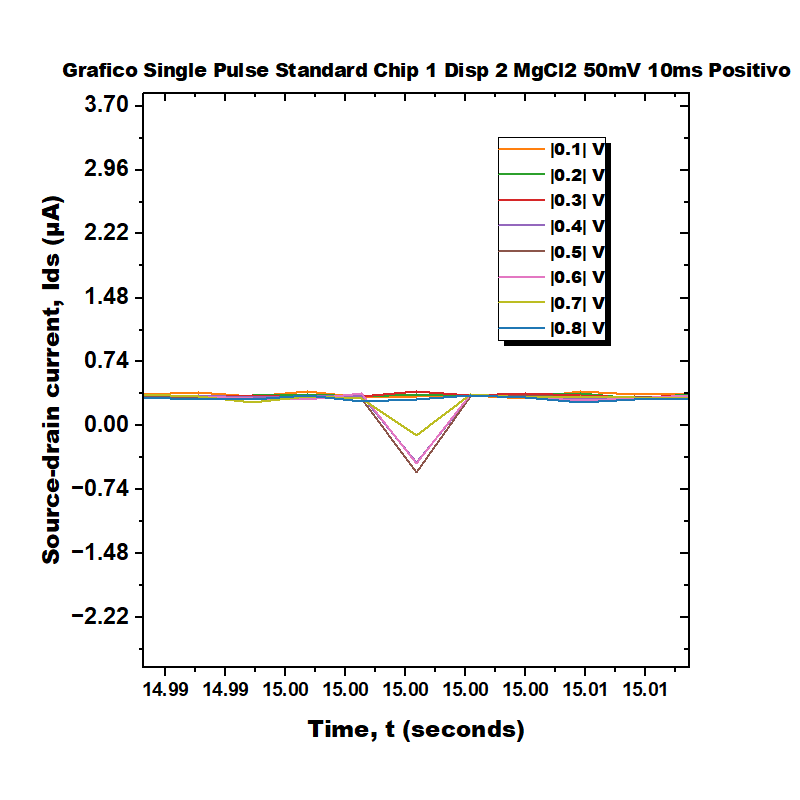 Grafico Single Pulse Standard Chip 1 Disp 2 MgCl2 50mV 10ms Positivo
3.70
2.96
2.22
1.48
0.74
0.00
−0.74
−1.48
−2.22
Source-drain current, Ids (µA)
|0.1| V
|0.2| V
|0.3| V
|0.4| V
|0.5| V
|0.6| V
|0.7| V
|0.8| V
14.99 14.99 15.00 15.00 15.00 15.00 15.00 15.01 15.01
Time, t (seconds)